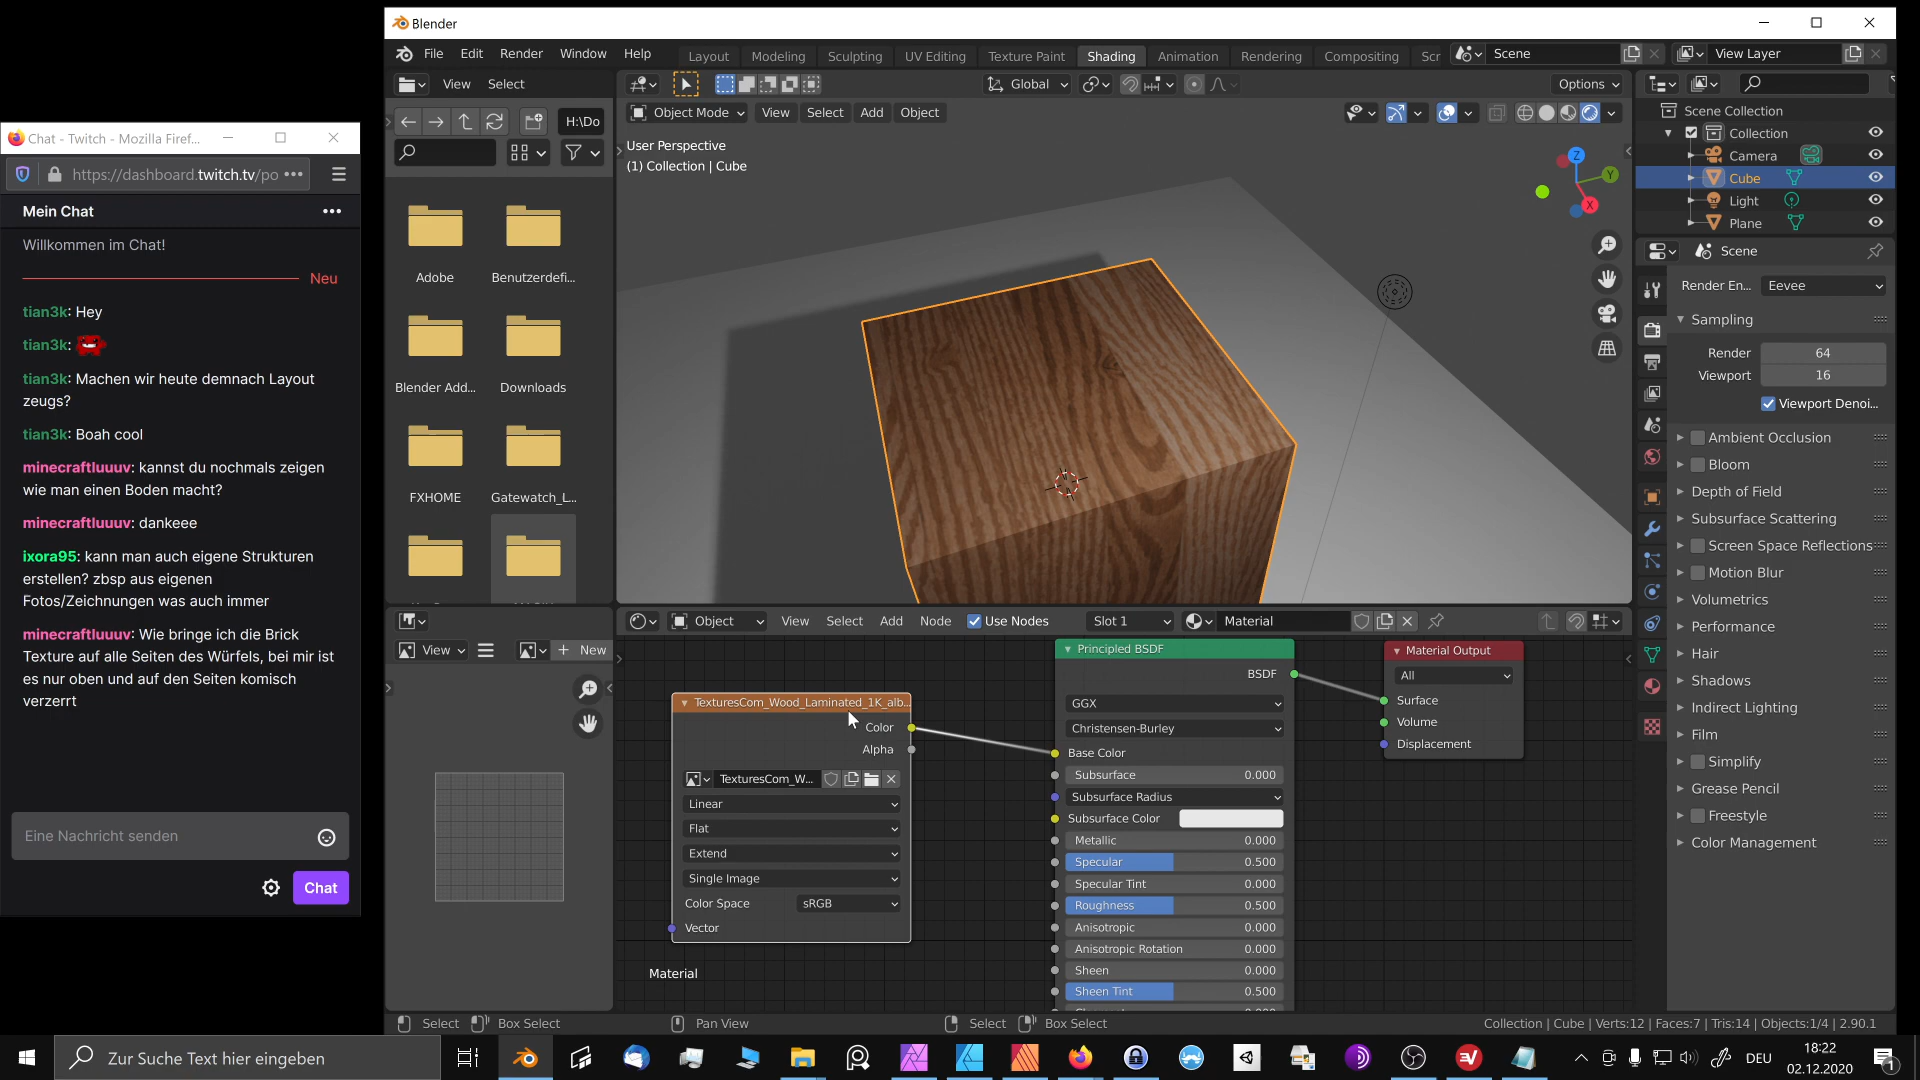 Blender
File Edit Render Window Help
Layout Modeling Sculpting UV Editing Texture Paint Shading Animation Rendering Compositing Scr
Scene
View Layer
View Select
Global
Options
H:\Do
Object Mode View Select Add Object
User Perspective
(1) Collection | Cube
Z
Y
X
Adobe
Benutzerdefi...
Blender Add...
Downloads
FXHOME
Gatewatch_L...
Scene Collection
Collection
Camera
Cube
Light
Plane
Scene
Render En... Eevee
Sampling
Render 64
Viewport 16
Viewport Denoi...
Ambient Occlusion
Bloom
Depth of Field
Subsurface Scattering
Screen Space Reflections
Motion Blur
Volumetrics
Performance
Hair
Shadows
Indirect Lighting
Film
Simplify
Grease Pencil
Freestyle
Color Management
Chat - Twitch - Mozilla Firef...
https://dashboard.twitch.tv/po
Mein Chat
Willkommen im Chat!
Neu
tian3k: Hey
tian3k:
tian3k: Machen wir heute demnach Layout
zeugs?
tian3k: Boah cool
minecraftluuuv: kannst du nochmals zeigen
wie man einen Boden macht?
minecraftluuuv: dankeee
ixora95: kann man auch eigene Strukturen
erstellen? zbsp aus eigenen
Fotos/Zeichnungen was auch immer
minecraftluuuv: Wie bringe ich die Brick
Texture auf alle Seiten des Würfels, bei mir ist
es nur oben und auf den Seiten komisch
verzerrt
Eine Nachricht senden
Chat
View
New
Object View Select Add Node Use Nodes Slot 1 Material
TexturesCom_Wood_Laminated_1K_alb...
Color
Alpha
TexturesCom_W...
Linear
Flat
Extend
Single Image
Color Space sRGB
Vector
Material
Principled BSDF
BSDF
GGX
Christensen-Burley
Base Color
Subsurface 0.000
Subsurface Radius
Subsurface Color
Metallic 0.000
Specular 0.500
Specular Tint 0.000
Roughness 0.500
Anisotropic 0.000
Anisotropic Rotation 0.000
Sheen 0.000
Sheen Tint 0.500
Material Output
All
Surface
Volume
Displacement
Select Box Select Pan View Select Box Select
Collection | Cube | Verts:12 | Faces:7 | Tris:14 | Objects:1/4 | 2.90.1
Zur Suche Text hier eingeben
DEU
18:22
02.12.2020
1